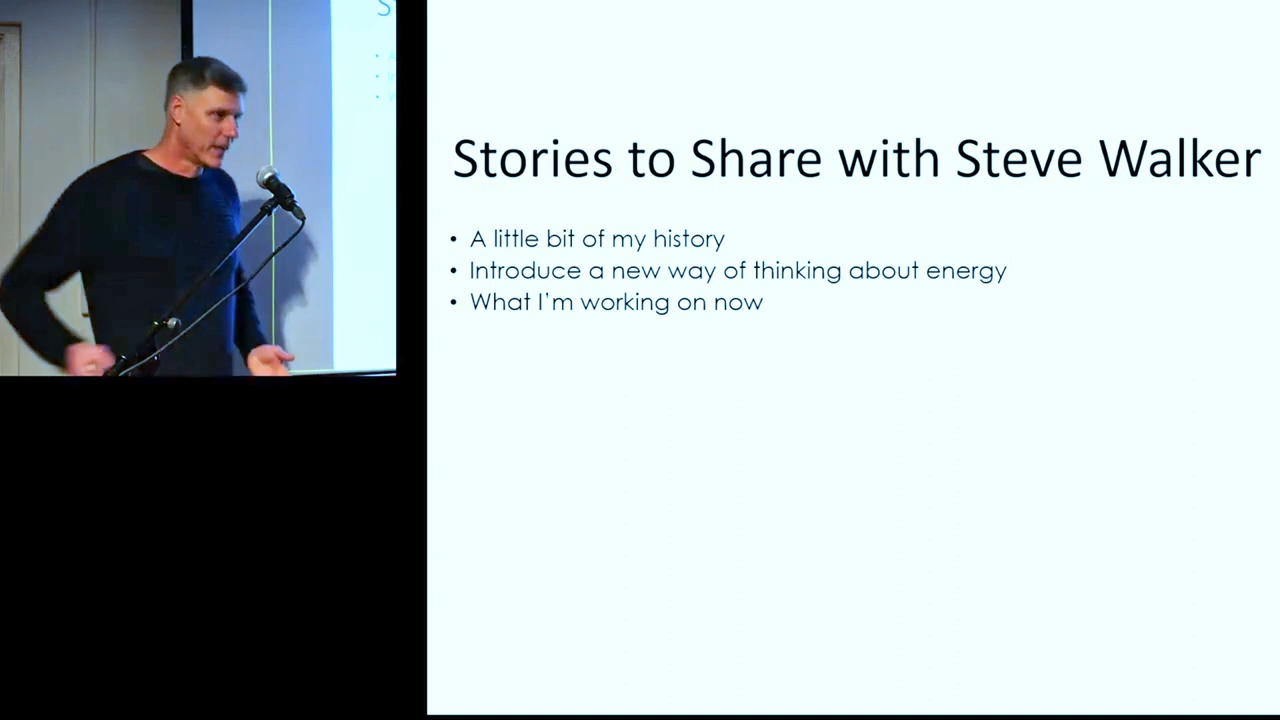 Stories to Share with Steve Walker
• A little bit of my history
• Introduce a new way of thinking about energy
• What I'm working on now